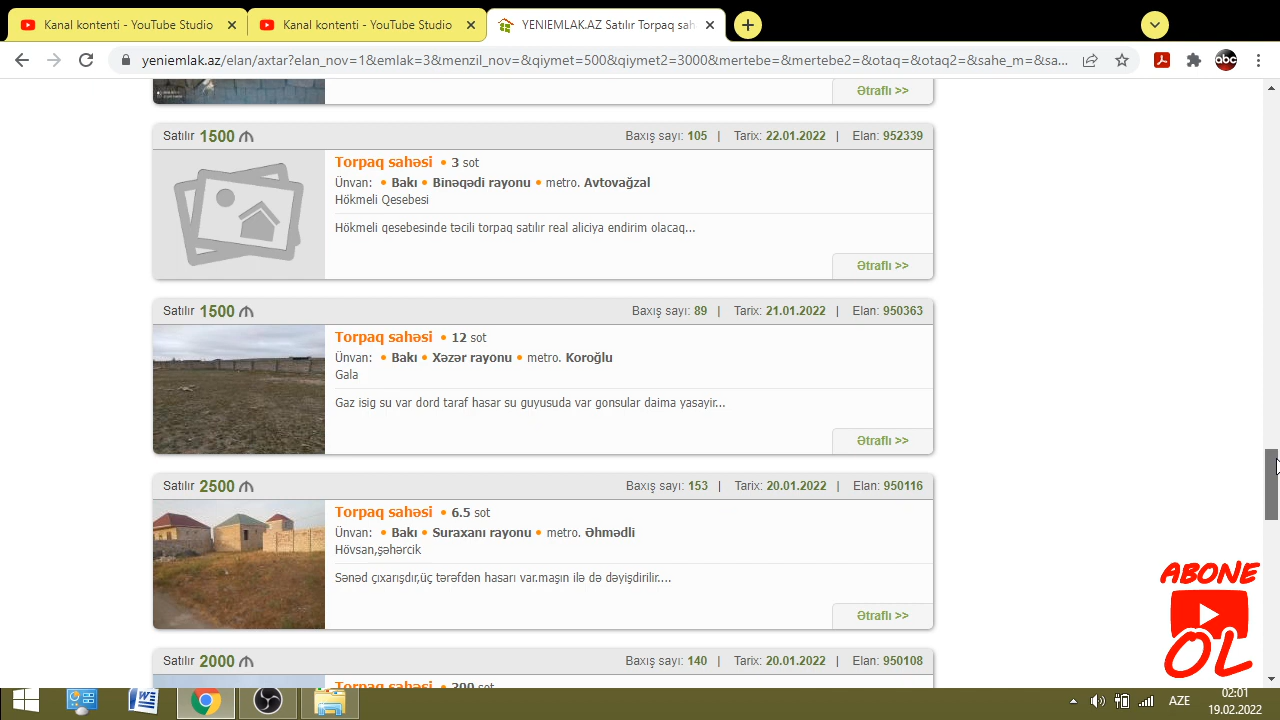 Kanal kontenti - YouTube Studio
Kanal kontenti - YouTube Studio
YENIEMLAK.AZ Satılır Torpaq sah
yeniemlak.az/elan/axtar?elan_nov=1&emlak=3&menzil_nov=&qiymet=500&qiymet2=3000&mertebe=&mertebe2=&otaq=&otaq2=&sahe_m=&sa...
abc
Ətraflı >>
Satılır 1500 ₼ Baxış sayı: 105 | Tarix: 22.01.2022 | Elan: 952339
Torpaq sahəsi • 3 sot
Ünvan: • Bakı • Binəqədi rayonu • metro. Avtovağzal
Hökmeli Qesebesi
Hökmeli qesebesinde təcili torpaq satılır real aliciya endirim olacaq...
Ətraflı >>
Satılır 1500 ₼ Baxış sayı: 89 | Tarix: 21.01.2022 | Elan: 950363
Torpaq sahəsi • 12 sot
Ünvan: • Bakı • Xəzər rayonu • metro. Koroğlu
Gala
Gaz isig su var dord taraf hasar su guyusuda var gonsular daima yasayir...
Ətraflı >>
Satılır 2500 ₼ Baxış sayı: 153 | Tarix: 20.01.2022 | Elan: 950116
Torpaq sahəsi • 6.5 sot
Ünvan: • Bakı • Suraxanı rayonu • metro. Əhmədli
Hövsan,şəhərcik
Sənəd çıxarışdır,üç tərəfdən hasarı var.maşın ilə də dəyişdirilir....
Ətraflı >>
Satılır 2000 ₼ Baxış sayı: 140 | Tarix: 20.01.2022 | Elan: 950108
Torpaq sahəsi • 300 sot
ABONE
OL
AZE
02:01
19.02.2022